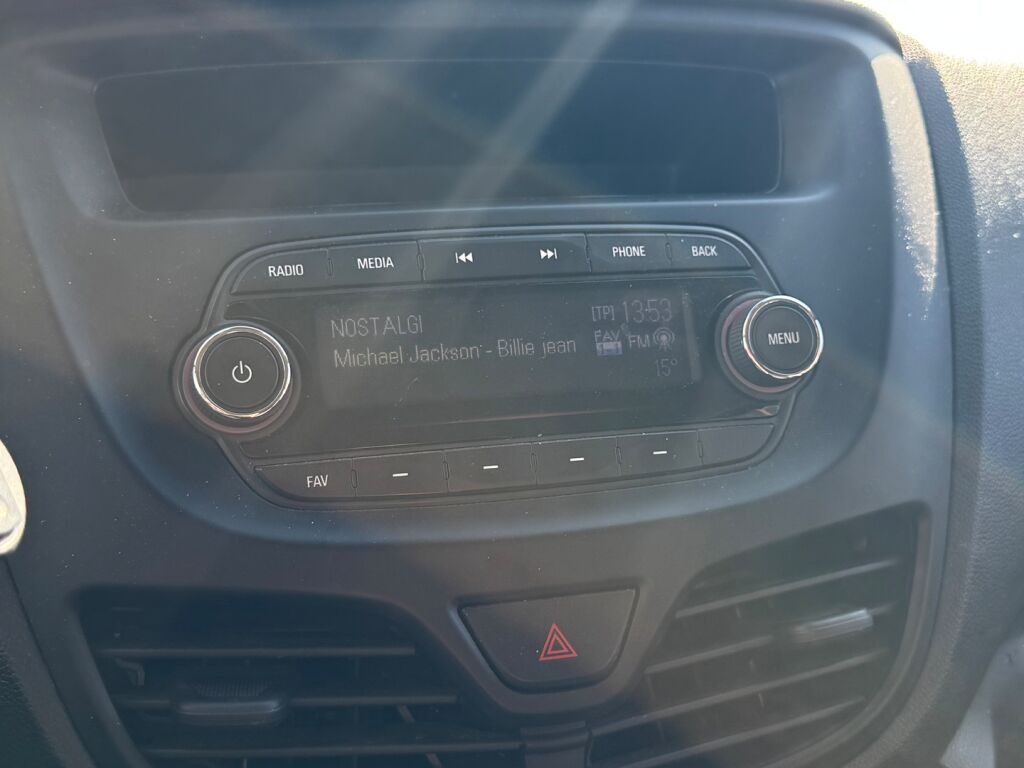 RADIO MEDIA PHONE BACK
NOSTALGI [TP] 13:53
Michael Jackson - Billie jean FAV FM
15°
MENU
FAV